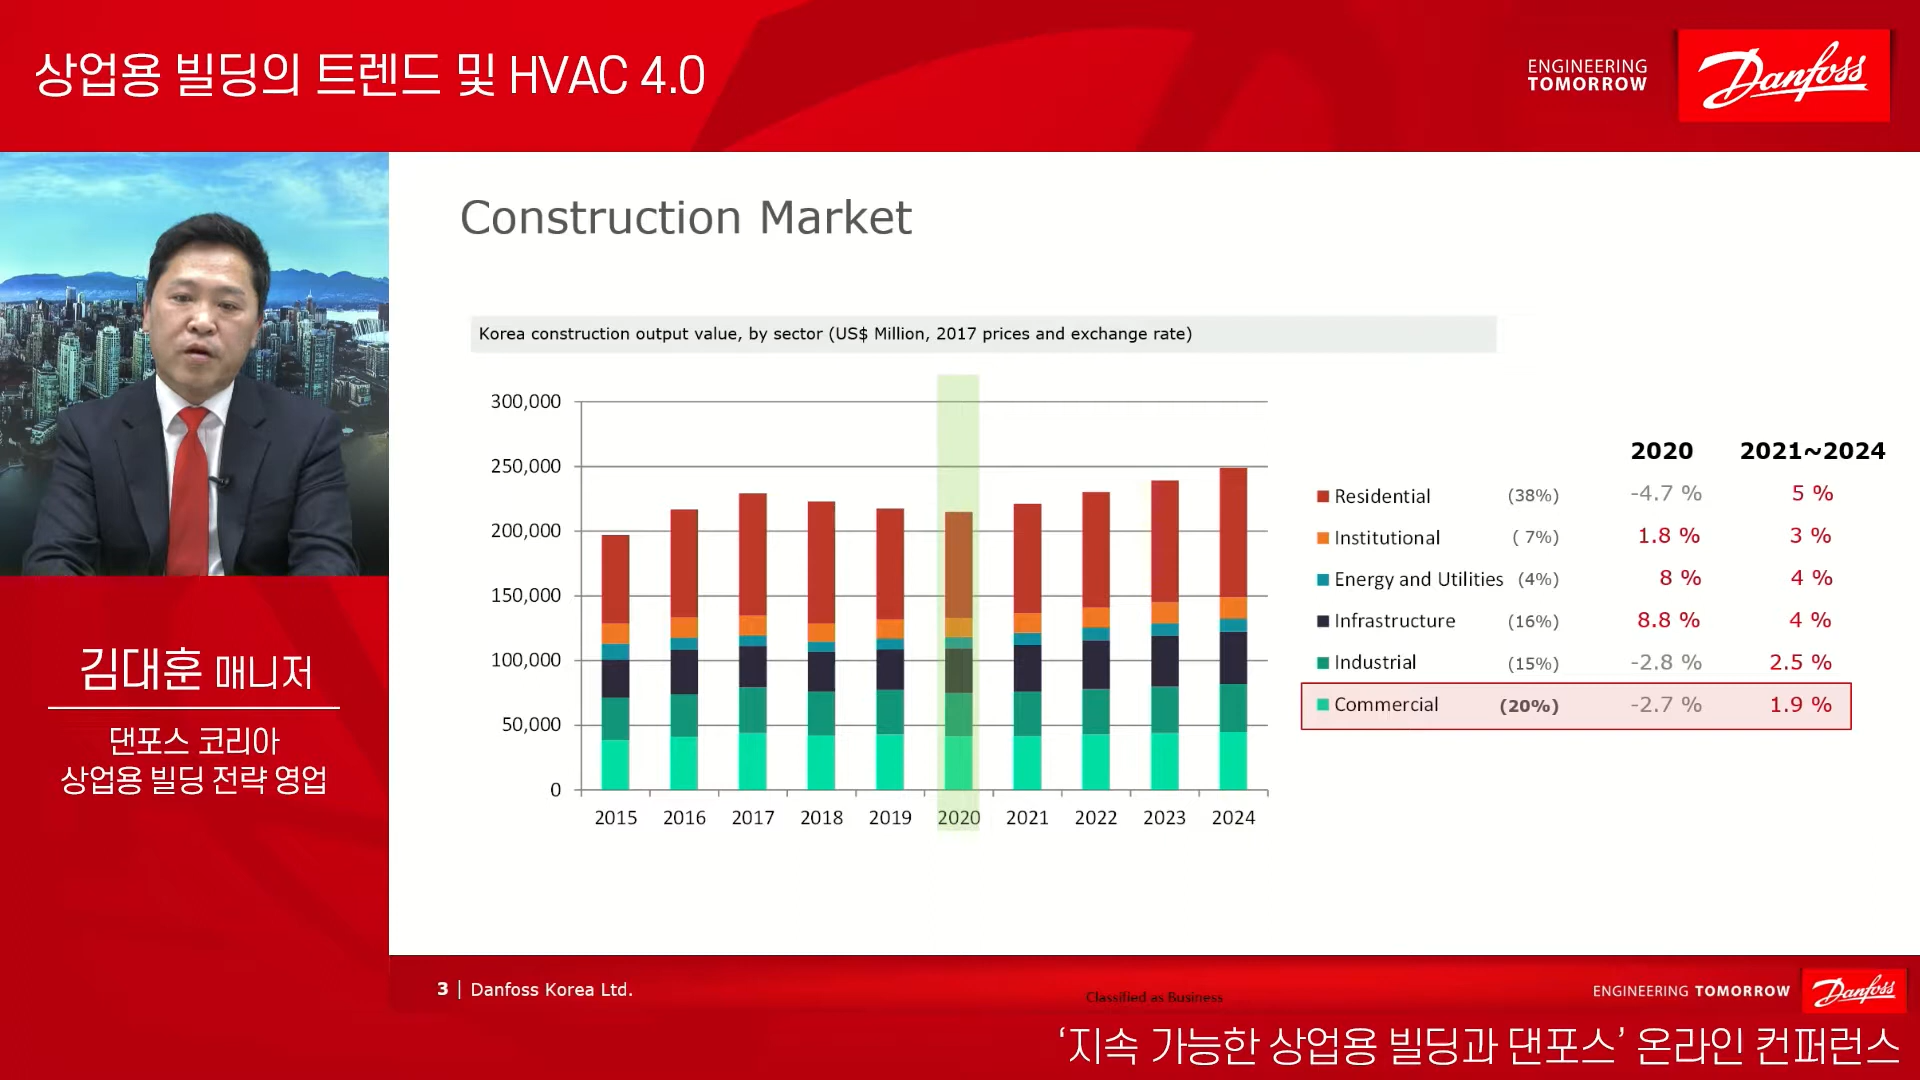 상업용 빌딩의 트렌드 및 HVAC 4.0
ENGINEERING
TOMORROW
Danfoss
Construction Market
Korea construction output value, by sector (US$ Million, 2017 prices and exchange rate)
300,000
250,000
200,000
150,000
100,000
50,000
0
2015 2016 2017 2018 2019 2020 2021 2022 2023 2024
2020 2021~2024
Residential (38%) -4.7 % 5 %
Institutional ( 7%) 1.8 % 3 %
Energy and Utilities (4%) 8 % 4 %
Infrastructure (16%) 8.8 % 4 %
Industrial (15%) -2.8 % 2.5 %
Commercial (20%) -2.7 % 1.9 %
김대훈 매니저
댄포스 코리아
상업용 빌딩 전략 영업
3 | Danfoss Korea Ltd.
Classified as Business
ENGINEERING TOMORROW
Danfoss
‘지속 가능한 상업용 빌딩과 댄포스’ 온라인 컨퍼런스